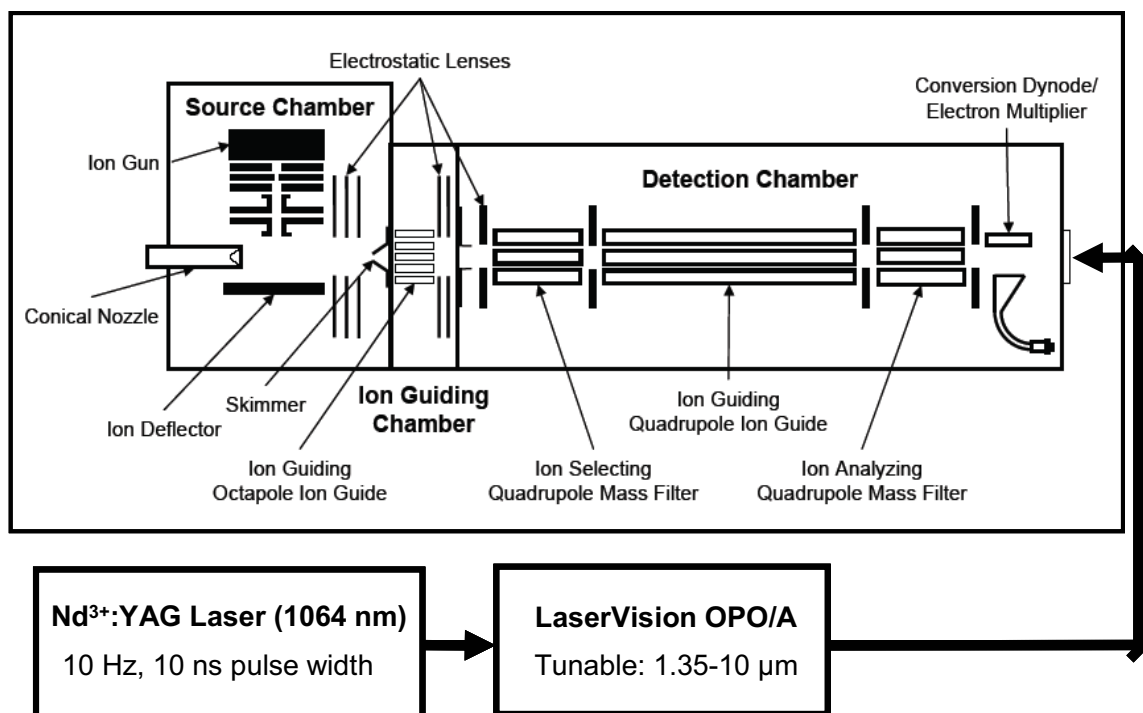 Electrostatic Lenses
Source Chamber
Conversion Dynode/
Electron Multiplier
Ion Gun
Detection Chamber
Conical Nozzle
Skimmer
Ion Deflector
Ion Guiding
Chamber
Ion Guiding
Octapole Ion Guide
Ion Selecting
Quadrupole Mass Filter
Ion Guiding
Quadrupole Ion Guide
Ion Analyzing
Quadrupole Mass Filter
Nd³⁺:YAG Laser (1064 nm)
10 Hz, 10 ns pulse width
LaserVision OPO/A
Tunable: 1.35-10 µm